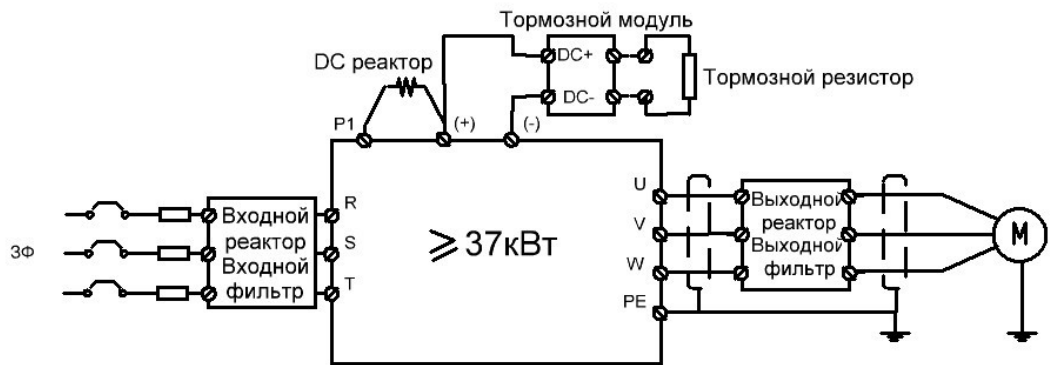 Тормозной модуль
DC реактор
DC+
DC-
Тормозной резистор
P1
(+)
(-)
3Ф
Входной
реактор
Входной
фильтр
R
S
T
≥ 37кВт
U
V
W
PE
Выходной
реактор
Выходной
фильтр
M